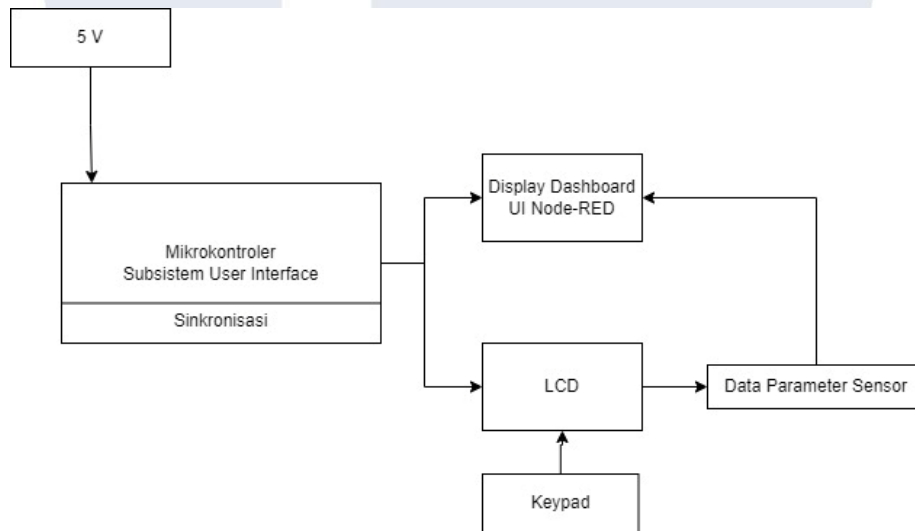 5 V
Mikrokontroler
Subsistem User Interface
Sinkronisasi
Display Dashboard
UI Node-RED
LCD
Data Parameter Sensor
Keypad